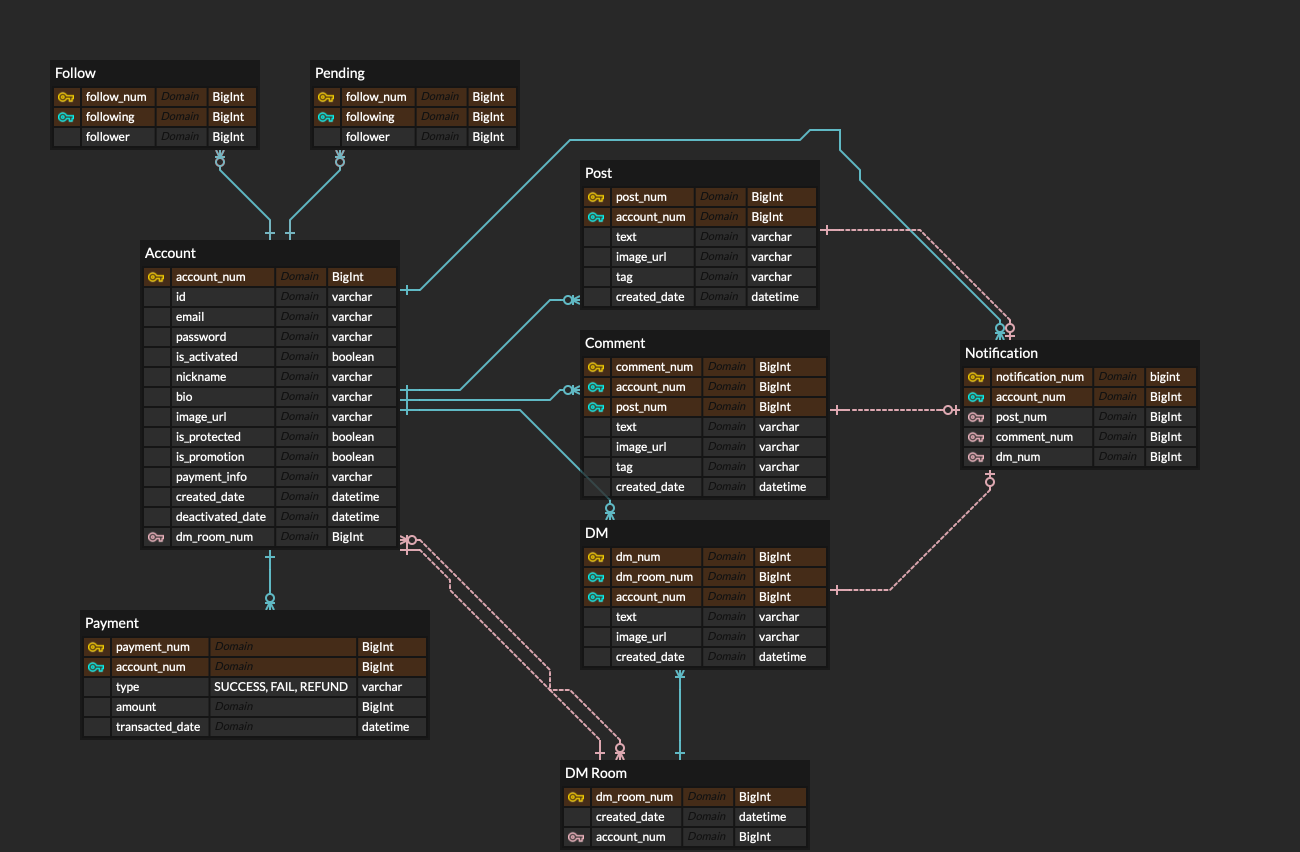 Follow
follow_num Domain BigInt
following Domain BigInt
follower Domain BigInt
Pending
follow_num Domain BigInt
following Domain BigInt
follower Domain BigInt
Account
account_num Domain BigInt
id Domain varchar
email Domain varchar
password Domain varchar
is_activated Domain boolean
nickname Domain varchar
bio Domain varchar
image_url Domain varchar
is_protected Domain boolean
is_promotion Domain boolean
payment_info Domain varchar
created_date Domain datetime
deactivated_date Domain datetime
dm_room_num Domain BigInt
Payment
payment_num Domain BigInt
account_num Domain BigInt
type SUCCESS, FAIL, REFUND varchar
amount Domain BigInt
transacted_date Domain datetime
Post
post_num Domain BigInt
account_num Domain BigInt
text Domain varchar
image_url Domain varchar
tag Domain varchar
created_date Domain datetime
Comment
comment_num Domain BigInt
account_num Domain BigInt
post_num Domain BigInt
text Domain varchar
image_url Domain varchar
tag Domain varchar
created_date Domain datetime
DM
dm_num Domain BigInt
dm_room_num Domain BigInt
account_num Domain BigInt
text Domain varchar
image_url Domain varchar
created_date Domain datetime
DM Room
dm_room_num Domain BigInt
created_date Domain datetime
account_num Domain BigInt
Notification
notification_num Domain bigint
account_num Domain BigInt
post_num Domain BigInt
comment_num Domain BigInt
dm_num Domain BigInt